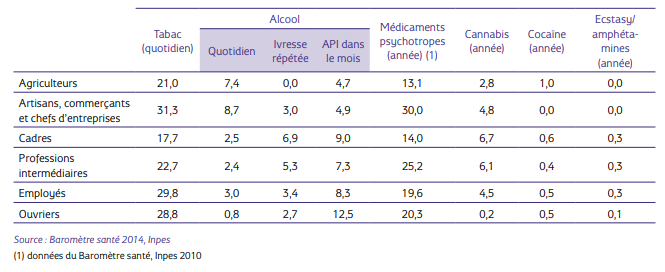 Tabac (quotidien) Alcool Médicaments psychotropes (année) (1) Cannabis (année) Cocaïne (année) Ecstasy/ amphéta- mines (année)
Quotidien Ivresse répétée API dans le mois
Agriculteurs 21,0 7,4 0,0 4,7 13,1 2,8 1,0 0,0
Artisans, commerçants et chefs d'entreprises 31,3 8,7 3,0 4,9 30,0 4,8 0,0 0,0
Cadres 17,7 2,5 6,9 9,0 14,0 6,7 0,6 0,3
Professions intermédiaires 22,7 2,4 5,3 7,3 25,2 6,1 0,4 0,3
Employés 29,8 3,0 3,4 8,3 19,6 4,5 0,5 0,3
Ouvriers 28,8 0,8 2,7 12,5 20,3 0,2 0,5 0,1
Source : Baromètre santé 2014, Inpes
(1) données du Baromètre santé, Inpes 2010